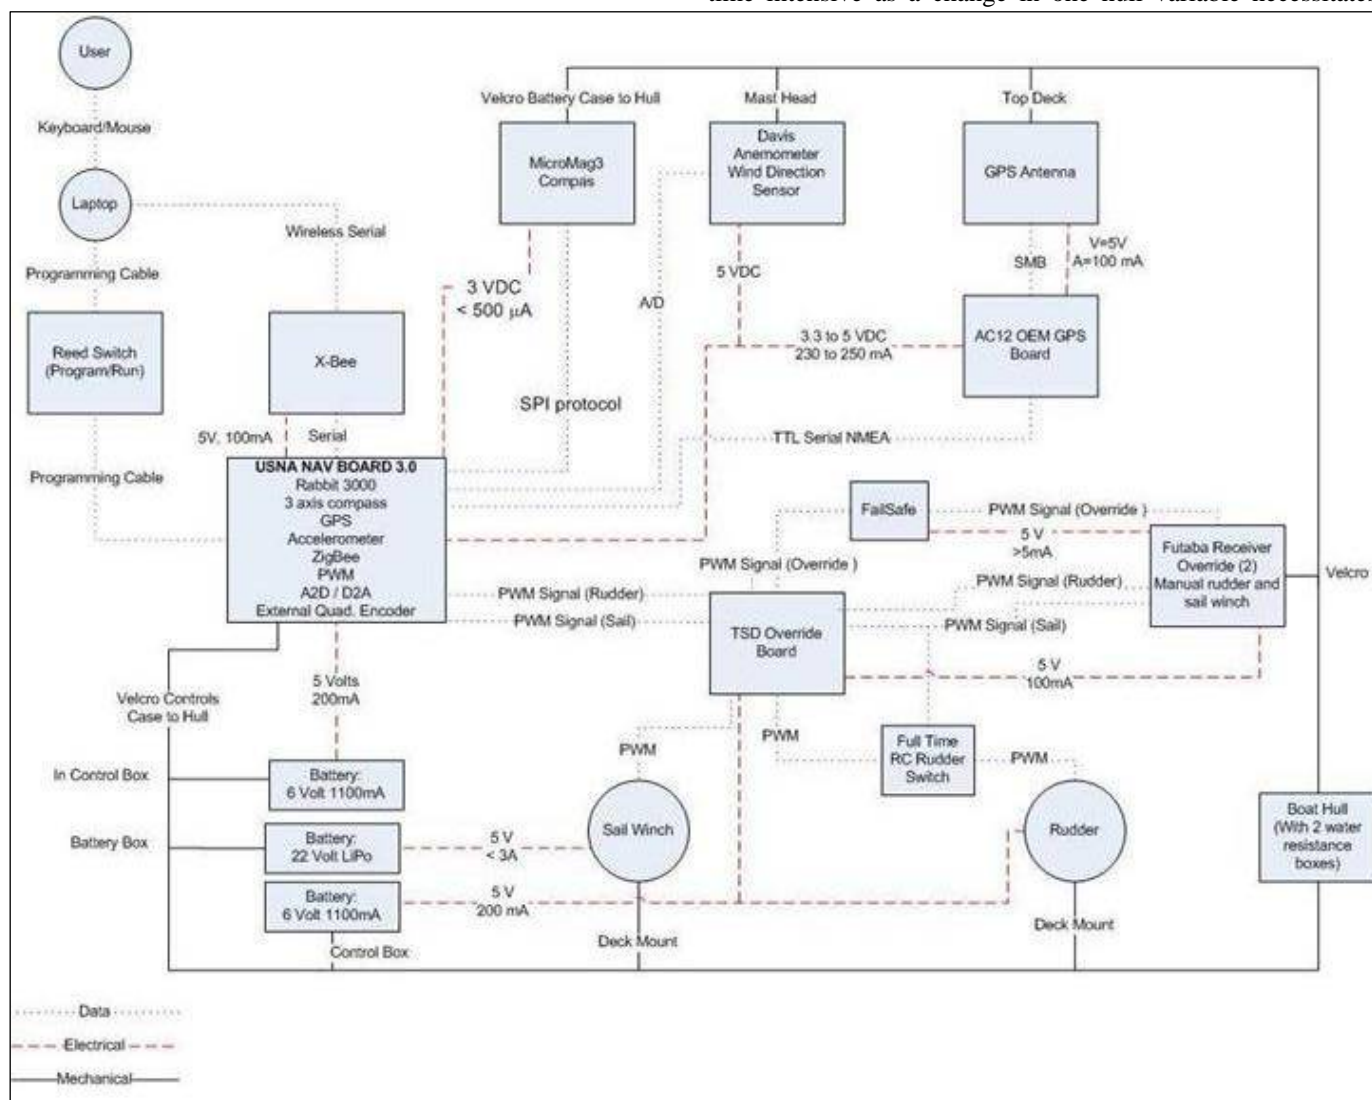 time intensive as a change in one hull variable necessitates
User
Keyboard/Mouse
Laptop
Wireless Serial
Programming Cable
Reed Switch
(Program/Run)
X-Bee
Programming Cable
5V, 100mA
Serial
Velcro Battery Case to Hull
Mast Head
Top Deck
MicroMag3
Compas
Davis
Anemometer
Wind Direction
Sensor
GPS Antenna
3 VDC
< 500 μA
5 VDC
A/D
SMB
V=5V
A=100 mA
3.3 to 5 VDC
230 to 250 mA
AC12 OEM GPS
Board
SPI protocol
TTL Serial NMEA
USNA NAV BOARD 3.0
Rabbit 3000
3 axis compass
GPS
Accelerometer
ZigBee
PWM
A2D / D2A
External Quad. Encoder
FailSafe
PWM Signal (Override )
5 V
>5mA
Futaba Receiver
Override (2)
Manual rudder and
sail winch
Velcro
PWM Signal (Override )
PWM Signal (Rudder)
PWM Signal (Sail)
TSD Override
Board
PWM Signal (Rudder)
PWM Signal (Sail)
5 V
100mA
5 Volts
200mA
Velcro Controls
Case to Hull
PWM
PWM
Full Time
RC Rudder
Switch
PWM
In Control Box
Battery:
6 Volt 1100mA
Battery Box
Battery:
22 Volt LiPo
5 V
< 3A
Sail Winch
Rudder
Boat Hull
(With 2 water
resistance
boxes)
Battery:
6 Volt 1100mA
5 V
200 mA
Control Box
Deck Mount
Deck Mount
Data
Electrical
Mechanical